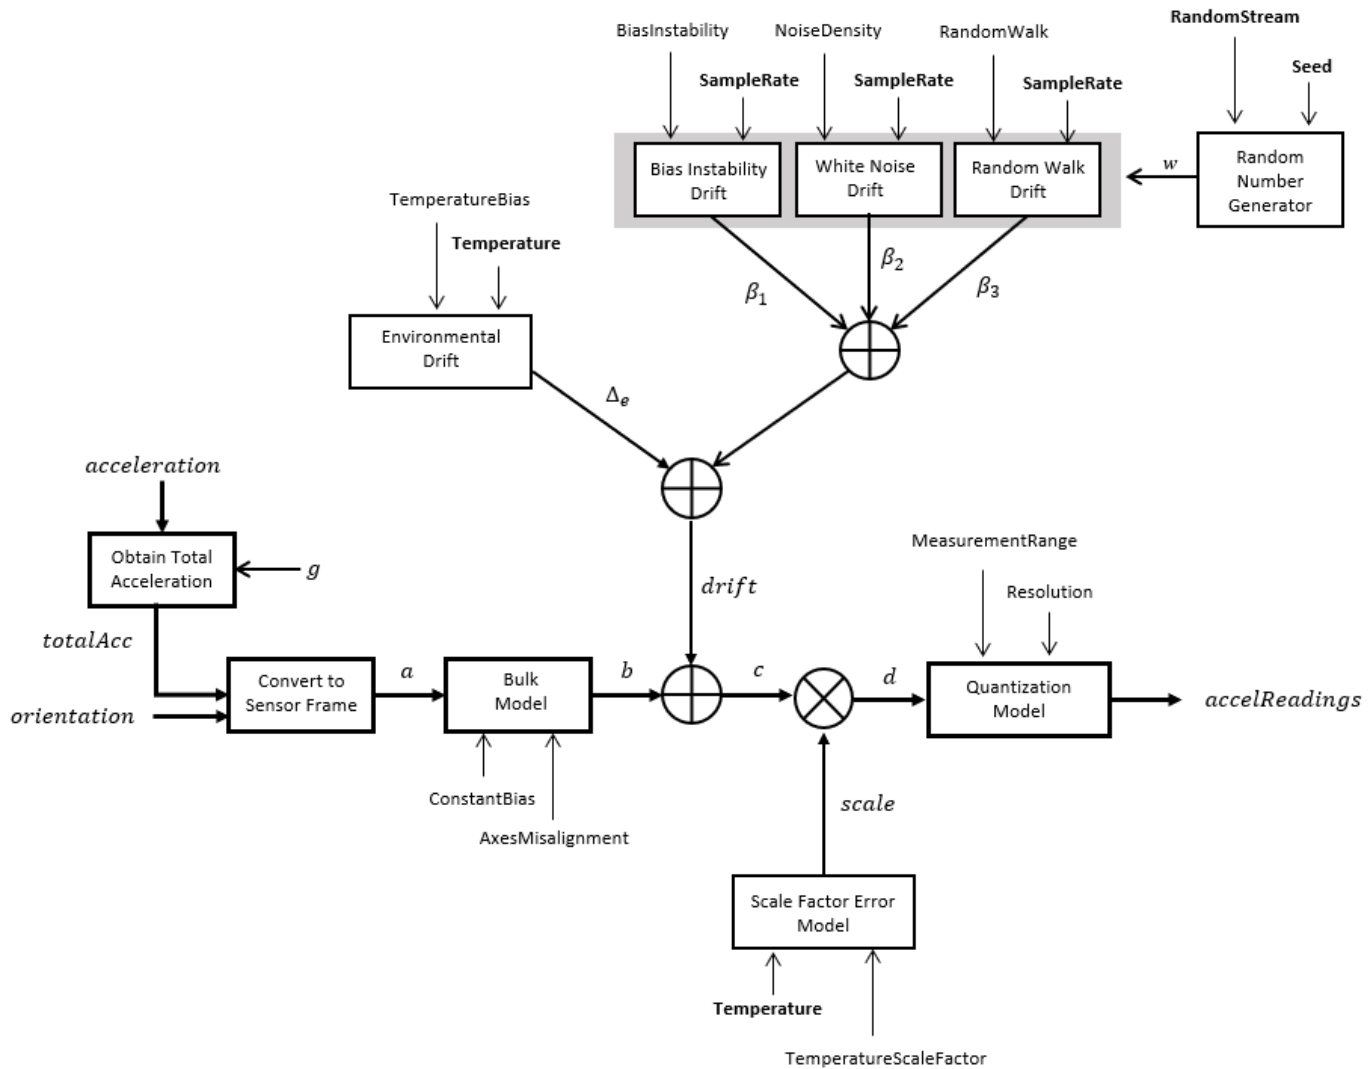 RandomStream
BiasInstability
NoiseDensity
RandomWalk
Seed
SampleRate
SampleRate
SampleRate
Bias Instability
Drift
White Noise
Drift
Random Walk
Drift
w
Random
Number
Generator
TemperatureBias
Temperature
β1
β2
β3
Environmental
Drift
Δe
acceleration
Obtain Total
Acceleration
g
MeasurementRange
Resolution
drift
totalAcc
orientation
Convert to
Sensor Frame
a
Bulk
Model
b
c
d
Quantization
Model
accelReadings
ConstantBias
AxesMisalignment
scale
Scale Factor Error
Model
Temperature
TemperatureScaleFactor